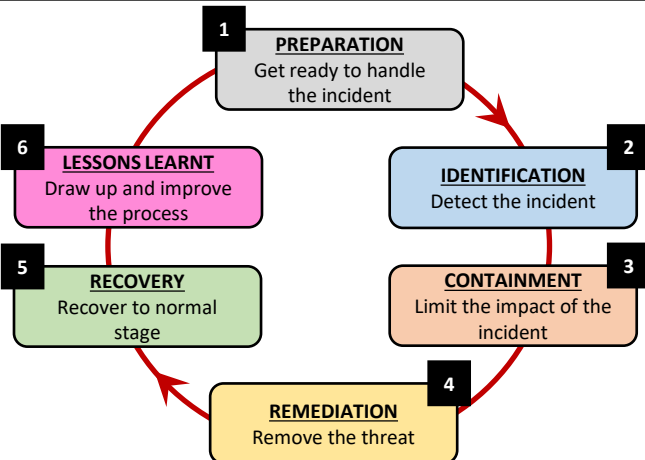 1
PREPARATION
Get ready to handle
the incident
2
IDENTIFICATION
Detect the incident
3
CONTAINMENT
Limit the impact of the
incident
4
REMEDIATION
Remove the threat
5
RECOVERY
Recover to normal
stage
6
LESSONS LEARNT
Draw up and improve
the process